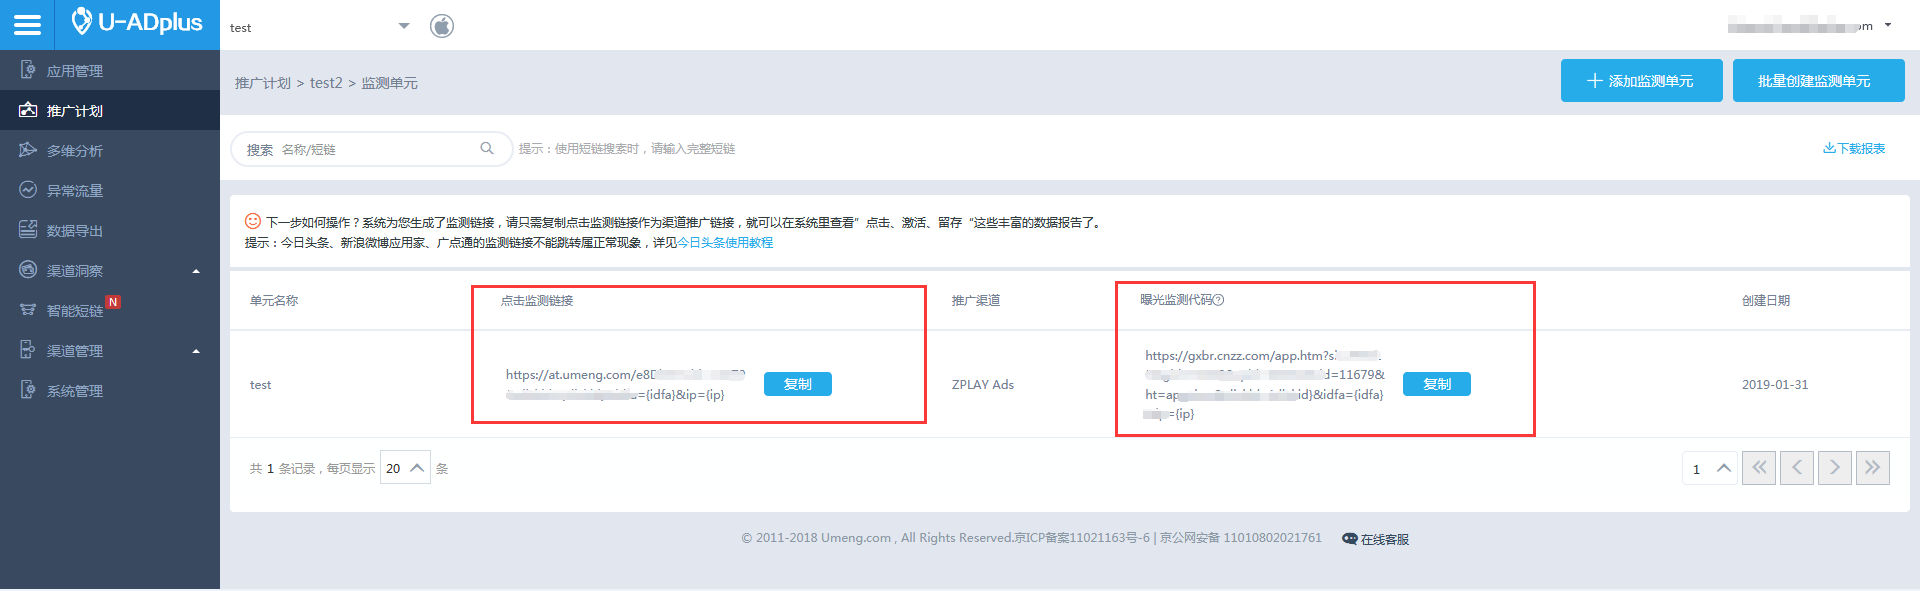 U-ADplus
test
om
应用管理
推广计划
多维分析
异常流量
数据导出
渠道洞察
智能短链 N
渠道管理
系统管理
推广计划 > test2 > 监测单元
添加监测单元
批量创建监测单元
搜索 名称/短链
提示：使用短链搜索时，请输入完整短链
下载报表
下一步如何操作？系统为您生成了监测链接，请只需复制点击监测链接作为渠道推广链接，就可以在系统里查看”点击、激活、留存“这些丰富的数据报告了。
提示：今日头条、新浪微博应用家、广点通的监测链接不能跳转属正常现象，详见今日头条使用教程
单元名称 点击监测链接 推广渠道 曝光监测代码? 创建日期
test
https://at.umeng.com/e8D
={idfa}&ip={ip}
复制
ZPLAY Ads
https://gxbr.cnzz.com/app.htm?s
id=11679&
ht=ap id}&idfa={idfa}
={ip}
复制
2019-01-31
共 1 条记录，每页显示 20 条
1
© 2011-2018 Umeng.com , All Rights Reserved.京ICP备案11021163号-6 | 京公网安备 11010802021761
在线客服